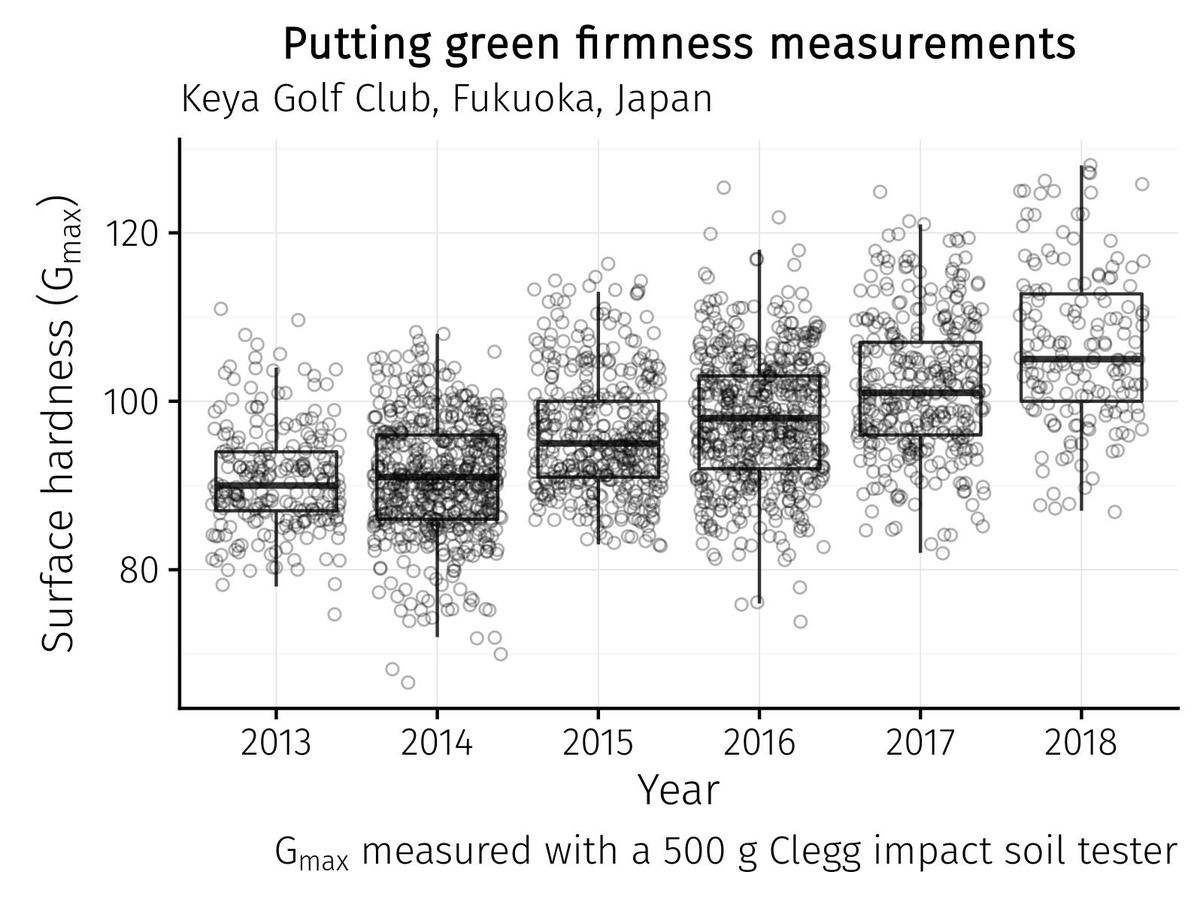 Putting green firmness measurements
Keya Golf Club, Fukuoka, Japan
Surface hardness (Gmax)
120
100
80
2013 2014 2015 2016 2017 2018
Year
Gmax measured with a 500 g Clegg impact soil tester